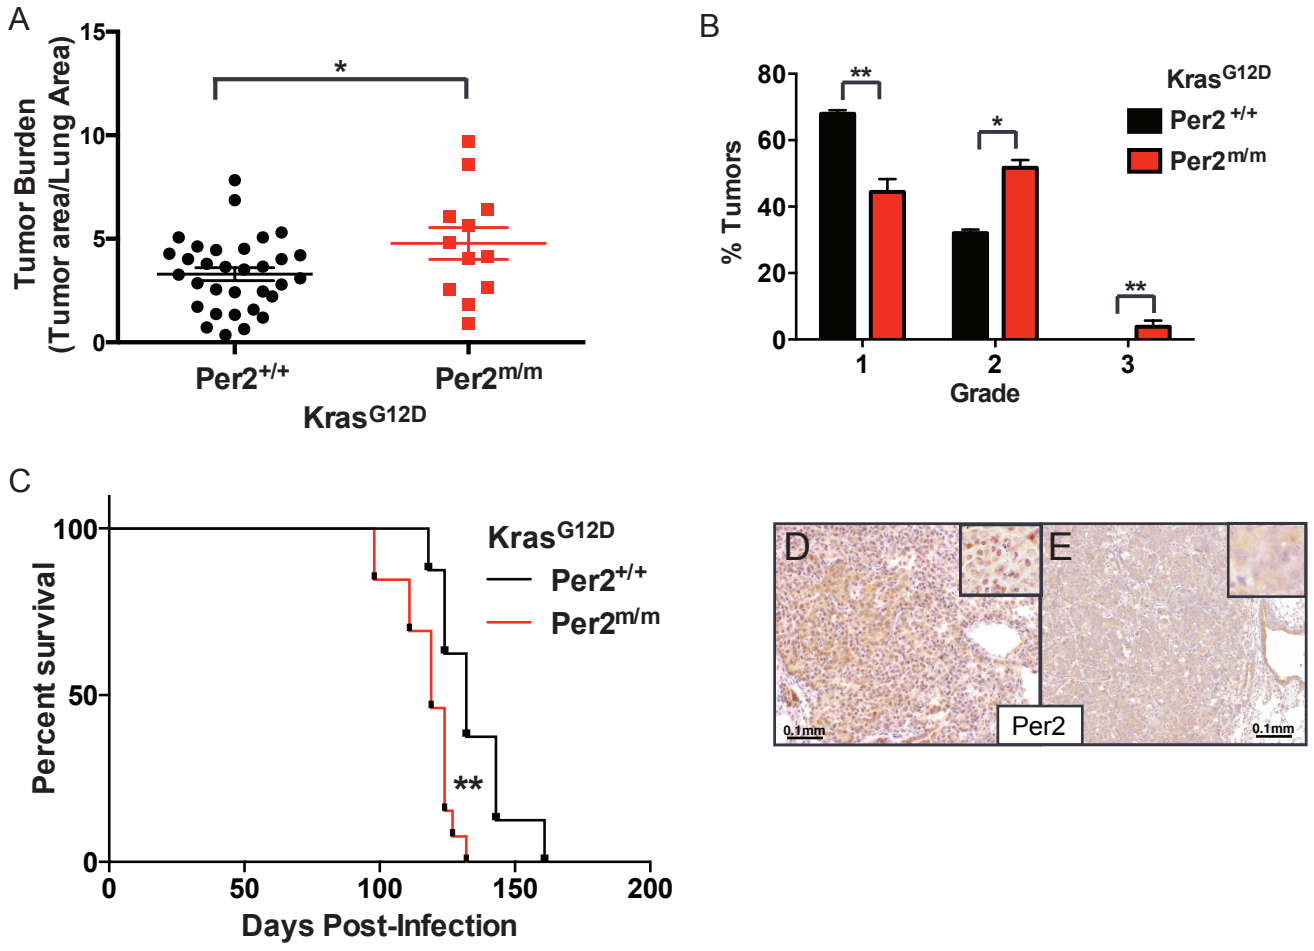 A
Tumor Burden
(Tumor area/Lung Area)
15
10
5
0
*
Per2+/+
Per2m/m
KrasG12D
B
% Tumors
80
60
40
20
0
**
*
**
1
2
3
Grade
KrasG12D
Per2+/+
Per2m/m
C
Percent survival
100
50
0
KrasG12D
Per2+/+
Per2m/m
**
0
50
100
150
200
Days Post-Infection
D
E
0.1mm
Per2
0.1mm